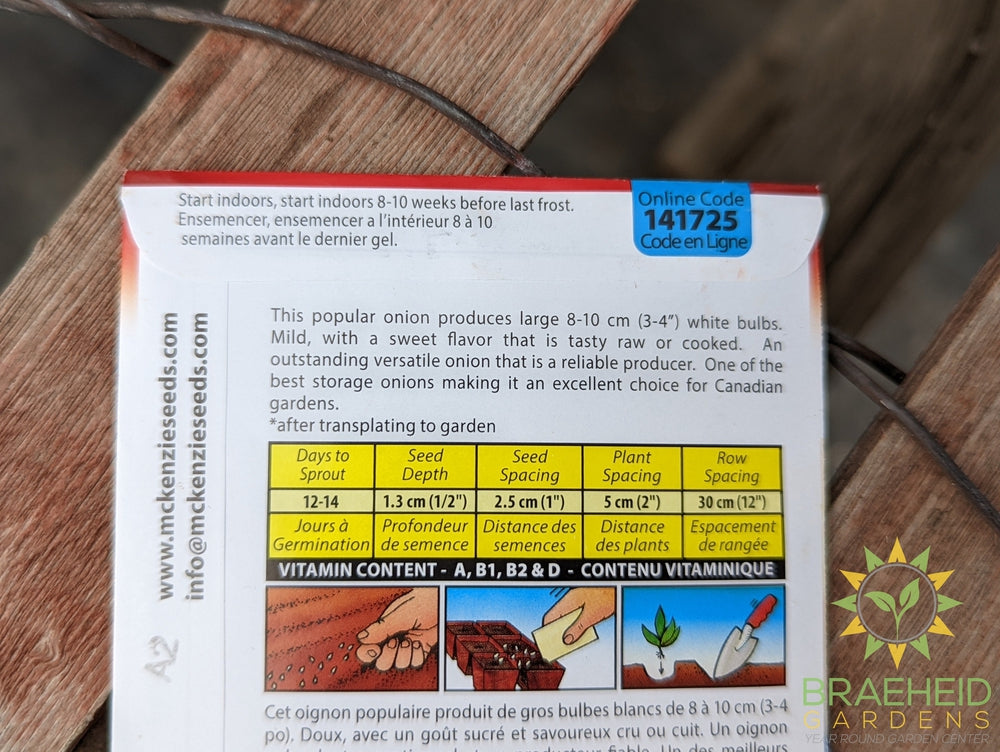 Start indoors, start indoors 8-10 weeks before last frost.
Ensemencer, ensemencer a l'intérieur 8 à 10
semaines avant le dernier gel.
Online Code
141725
Code en Ligne
www.mckenzieseeds.com
info@mckenzieseeds.com
This popular onion produces large 8-10 cm (3-4") white bulbs.
Mild, with a sweet flavor that is tasty raw or cooked. An
outstanding versatile onion that is a reliable producer. One of the
best storage onions making it an excellent choice for Canadian
gardens.
*after transplating to garden
Days to Sprout
Seed Depth
Seed Spacing
Plant Spacing
Row Spacing
12-14
1.3 cm (1/2")
2.5 cm (1")
5 cm (2")
30 cm (12")
Jours à Germination
Profondeur de semence
Distance des semences
Distance des plants
Espacement de rangée
VITAMIN CONTENT - A, B1, B2 & D - CONTENU VITAMINIQUE
A2
Cet oignon populaire produit de gros bulbes blancs de 8 à 10 cm (3-4
po). Doux, avec un goût sucré et savoureux cru ou cuit. Un oignon
fiable. Un des meilleurs
BRAEHEID
GARDENS
YEAR ROUND GARDEN CENTER